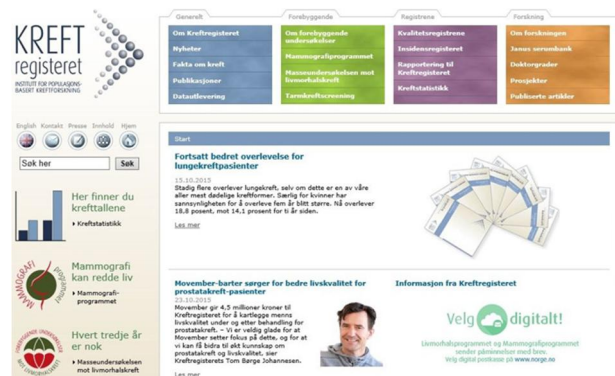 KREFT
registeret
INSTITUTT FOR POPULASJONS-
BASERT KREFTFORSKNING
Generelt
Om Kreftregisteret
Nyheter
Fakta om kreft
Publikasjoner
Datautlevering
Forebyggende
Om forebyggende
undersøkelser
Mammografiprogrammet
Masseundersøkelsen mot
livmorhalskreft
Tarmkreftscreening
Registrene
Kvalitetsregistrene
Insidensregisteret
Rapportering til
Kreftregisteret
Kreftstatistikk
Forskning
Om forskningen
Janus serumbank
Doktorgrader
Prosjekter
Publiserte artikler
English Kontakt Presse Innhold Hjem
Søk her
Søk
Her finner du
krefttallene
Kreftstatistikk
MAMMOGRAFI
Mammografi
kan redde liv
Mammografi-
programmet
Hvert tredje år
er nok
Masseundersøkelsen
mot livmorhalskreft
Start
Fortsatt bedret overlevelse for
lungekreftpasienter
15.10.2015
Stadig flere overlever lungekreft, selv om dette er en av våre
aller mest dødelige kreftformer. Særlig for kvinner har
sannsynligheten for å overleve fem år blitt større. Nå overlever
18,8 posent, mot 14,1 prosent for ti år siden.
Les mer
Movember-barter sørger for bedre livskvalitet for
prostatakreft-pasienter
23.10.2015
Movember gir 4,5 millioner kroner til
Kreftregisteret for å kartlegge menns
livskvalitet under og etter behandling for
prostatakreft. – Vi er veldig glade for at
Movember setter fokus på dette, og for at
vi kan få bidra til økt kunnskap om
prostatakreft og livskvalitet, sier
Kreftregisterets Tom Børge Johannesen.
Les mer
Informasjon fra Kreftregisteret
Velg digitalt!
Livmorhalsprogrammet og Mammografiprogrammet
sender påminnelser med brev.
Velg digital postkasse på www.norge.no